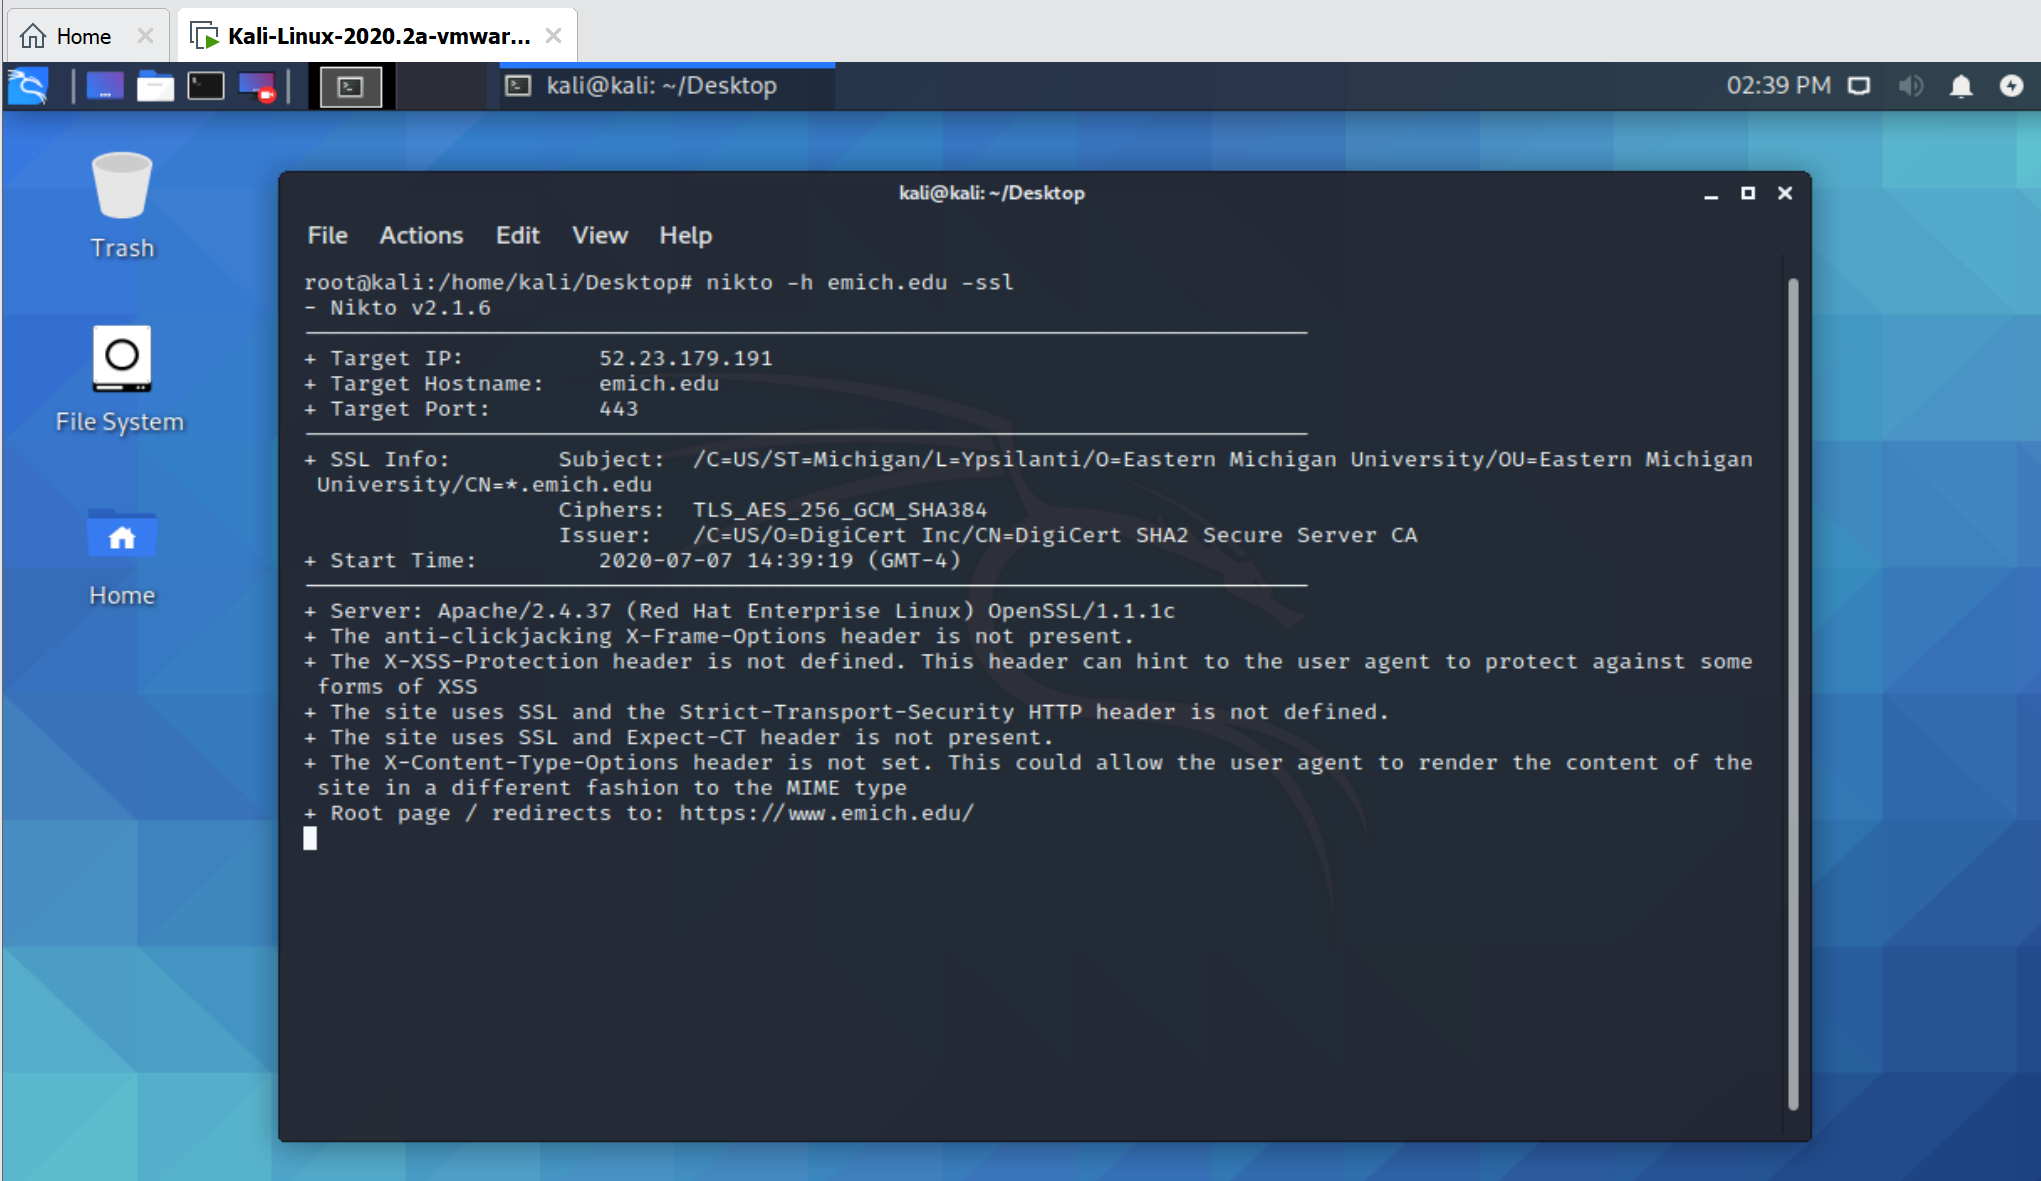 Home
Kali-Linux-2020.2a-vmwar...
kali@kali: ~/Desktop
02:39 PM
Trash
File System
Home
kali@kali: ~/Desktop
File Actions Edit View Help
root@kali:/home/kali/Desktop# nikto -h emich.edu -ssl
- Nikto v2.1.6
+ Target IP: 52.23.179.191
+ Target Hostname: emich.edu
+ Target Port: 443
+ SSL Info: Subject: /C=US/ST=Michigan/L=Ypsilanti/O=Eastern Michigan University/OU=Eastern Michigan
University/CN=*.emich.edu
Ciphers: TLS_AES_256_GCM_SHA384
Issuer: /C=US/O=DigiCert Inc/CN=DigiCert SHA2 Secure Server CA
+ Start Time: 2020-07-07 14:39:19 (GMT-4)
+ Server: Apache/2.4.37 (Red Hat Enterprise Linux) OpenSSL/1.1.1c
+ The anti-clickjacking X-Frame-Options header is not present.
+ The X-XSS-Protection header is not defined. This header can hint to the user agent to protect against some
forms of XSS
+ The site uses SSL and the Strict-Transport-Security HTTP header is not defined.
+ The site uses SSL and Expect-CT header is not present.
+ The X-Content-Type-Options header is not set. This could allow the user agent to render the content of the
site in a different fashion to the MIME type
+ Root page / redirects to: https://www.emich.edu/